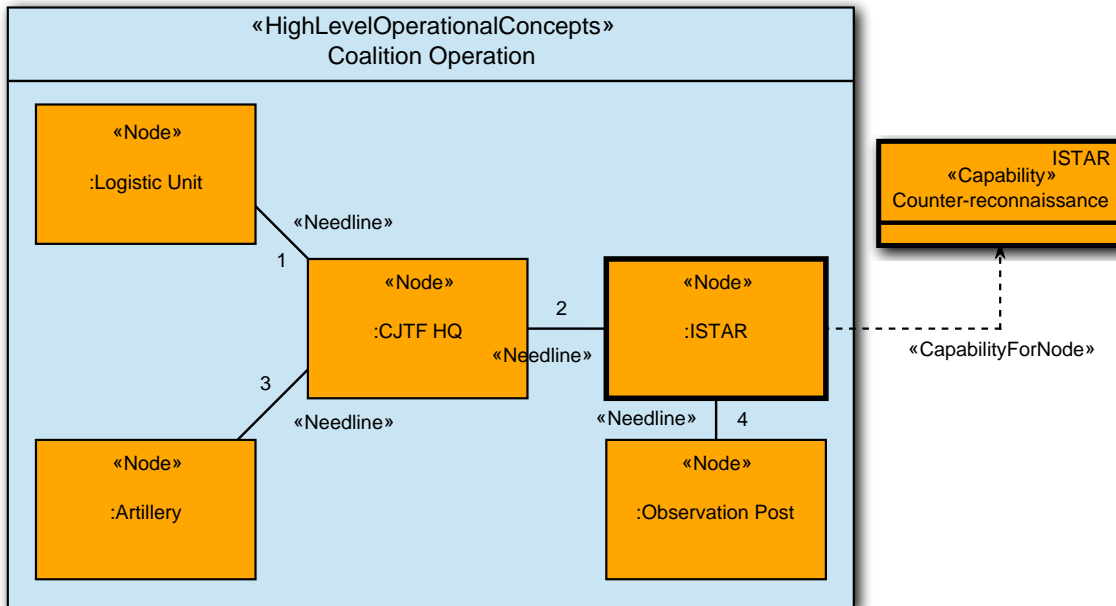 «HighLevelOperationalConcepts»
Coalition Operation
«Node»
:Logistic Unit
«Needline»
1
ISTAR
«Capability»
Counter-reconnaissance
«Node»
:CJTF HQ
2
«Needline»
«Node»
:ISTAR
«CapabilityForNode»
3
«Needline»
«Needline»
4
«Node»
:Artillery
«Node»
:Observation Post